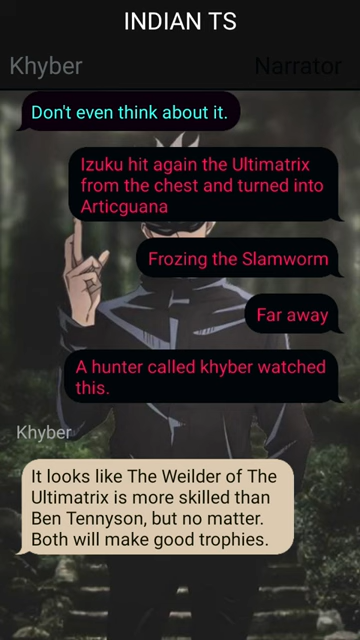 INDIAN TS
Khyber
Narrator
Don't even think about it.
Izuku hit again the Ultimatrix
from the chest and turned into
Articguana
Frozing the Slamworm
Far away
A hunter called khyber watched
this.
Khyber
It looks like The Weilder of The
Ultimatrix is more skilled than
Ben Tennyson, but no matter.
Both will make good trophies.